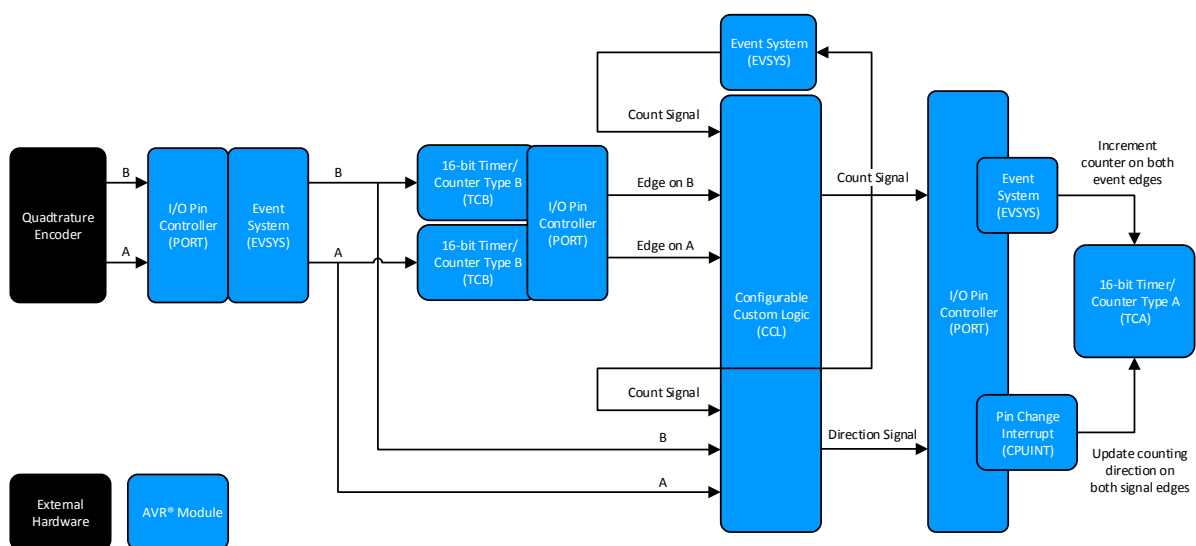 Event System
(EVSYS)
Count Signal
B
A
Quadtrature
Encoder
I/O Pin
Controller
(PORT)
Event
System
(EVSYS)
B
A
16-bit Timer/
Counter Type B
(TCB)
16-bit Timer/
Counter Type B
(TCB)
I/O Pin
Controller
(PORT)
Edge on B
Edge on A
Configurable
Custom Logic
(CCL)
Count Signal
B
A
Count Signal
Direction Signal
I/O Pin
Controller
(PORT)
Event
System
(EVSYS)
Increment
counter on both
event edges
16-bit Timer/
Counter Type A
(TCA)
Pin Change
Interrupt
(CPUINT)
Update counting
direction on
both signal edges
External
Hardware
AVR® Module